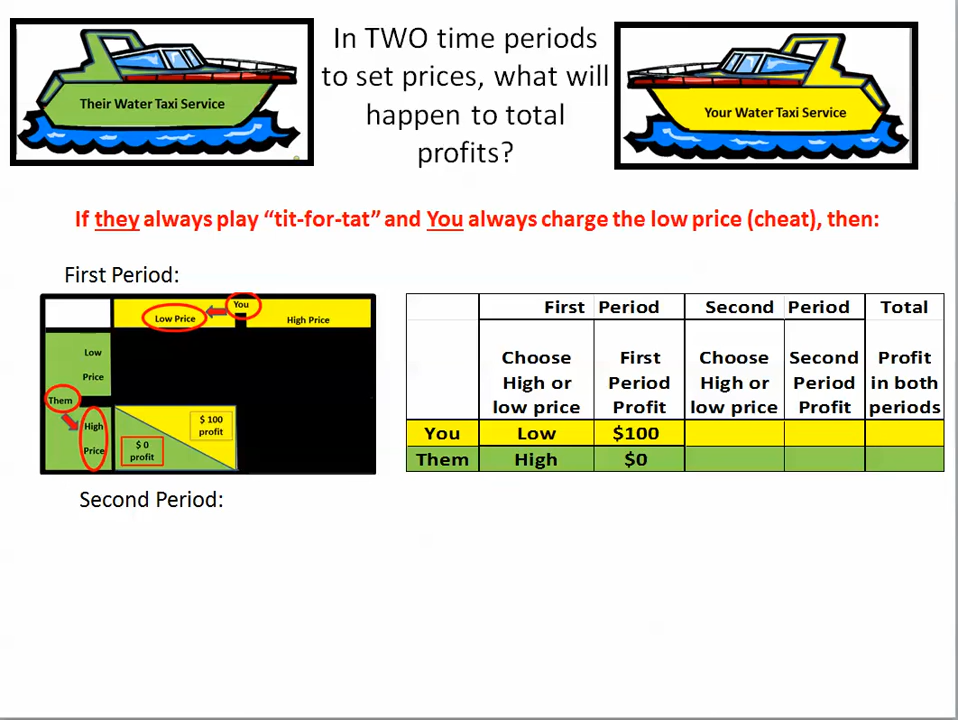 Their Water Taxi Service
In TWO time periods
to set prices, what will
happen to total
profits?
Your Water Taxi Service
If they always play “tit-for-tat” and You always charge the low price (cheat), then:
First Period:
You
Low Price
High Price
Low
Price
Them
High
Price
$ 0
profit
$ 100
profit
First Period Second Period Total
Choose First Choose Second Profit
High or Period High or Period in both
low price Profit low price Profit periods
You Low $100
Them High $0
Second Period: